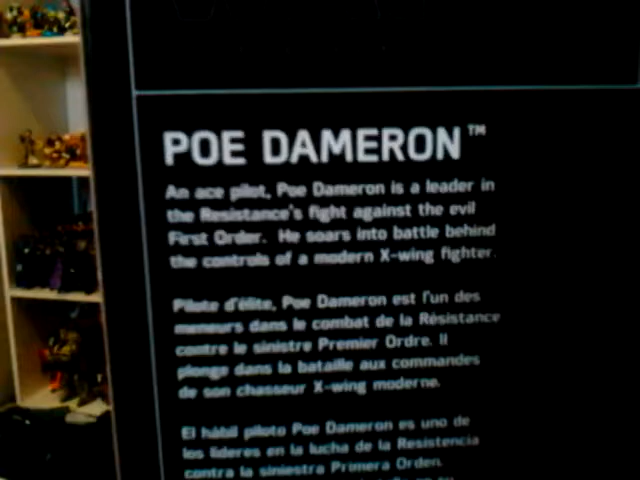 POE DAMERON™
An ace pilot, Poe Dameron is a leader in
the Resistance's fight against the evil
First Order. He soars into battle behind
the controls of a modern X-wing fighter.
Pilote d'élite, Poe Dameron est l'un des
meneurs dans le combat de la Résistance
contre le sinistre Premier Ordre. Il
plonge dans la bataille aux commandes
de son chasseur X-wing moderne.
El hábil piloto Poe Dameron es uno de
los líderes en la lucha de la Resistencia
contra la siniestra Primera Orden.